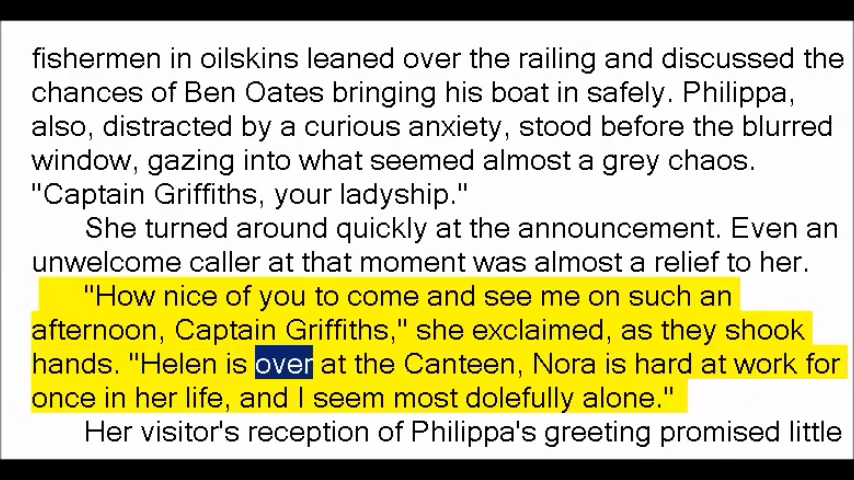 fishermen in oilskins leaned over the railing and discussed the
chances of Ben Oates bringing his boat in safely. Philippa,
also, distracted by a curious anxiety, stood before the blurred
window, gazing into what seemed almost a grey chaos.
"Captain Griffiths, your ladyship."
She turned around quickly at the announcement. Even an
unwelcome caller at that moment was almost a relief to her.
"How nice of you to come and see me on such an
afternoon, Captain Griffiths," she exclaimed, as they shook
hands. "Helen is over at the Canteen, Nora is hard at work for
once in her life, and I seem most dolefully alone."
Her visitor's reception of Philippa's greeting promised little